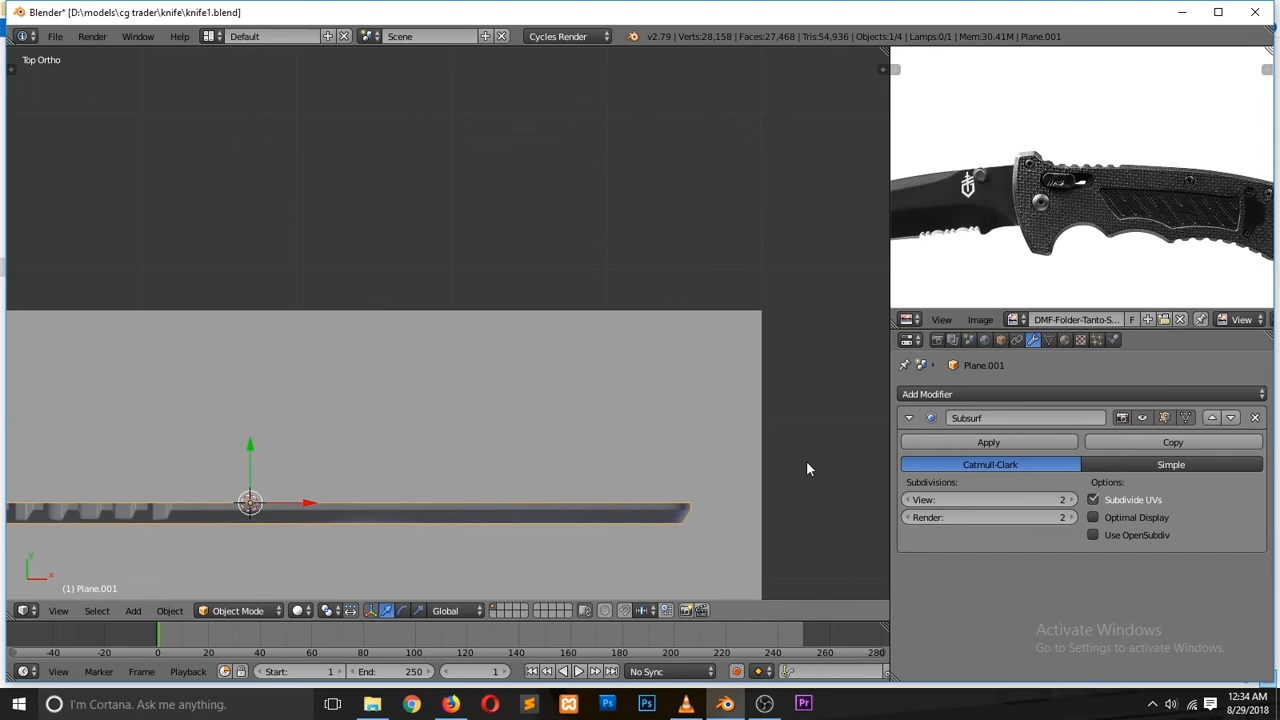 Blender* [D:\models\cg trader\knife\knife1.blend]
File Render Window Help Default Scene Cycles Render v2.79 | Verts:28,158 | Faces:27,468 | Tris:54,936 | Objects:1/4 | Lamps:0/1 | Mem:30.41M | Plane.001
Top Ortho
View Image DMF-Folder-Tanto-S... F View
Plane.001
Add Modifier
Subsurf
Apply Copy
Catmull-Clark Simple
Subdivisions: Options:
View: 2 Subdivide UVs
Render: 2 Optimal Display
Use OpenSubdiv
y
x
(1) Plane.001
View Select Add Object Object Mode Global
Activate Windows
Go to Settings to activate Windows.
-40 -20 0 20 40 60 80 100 120 140 160 180 200 220 240 260 280
View Marker Frame Playback Start: 1 End: 250 1 No Sync
I'm Cortana. Ask me anything.
12:34 AM
8/29/2018